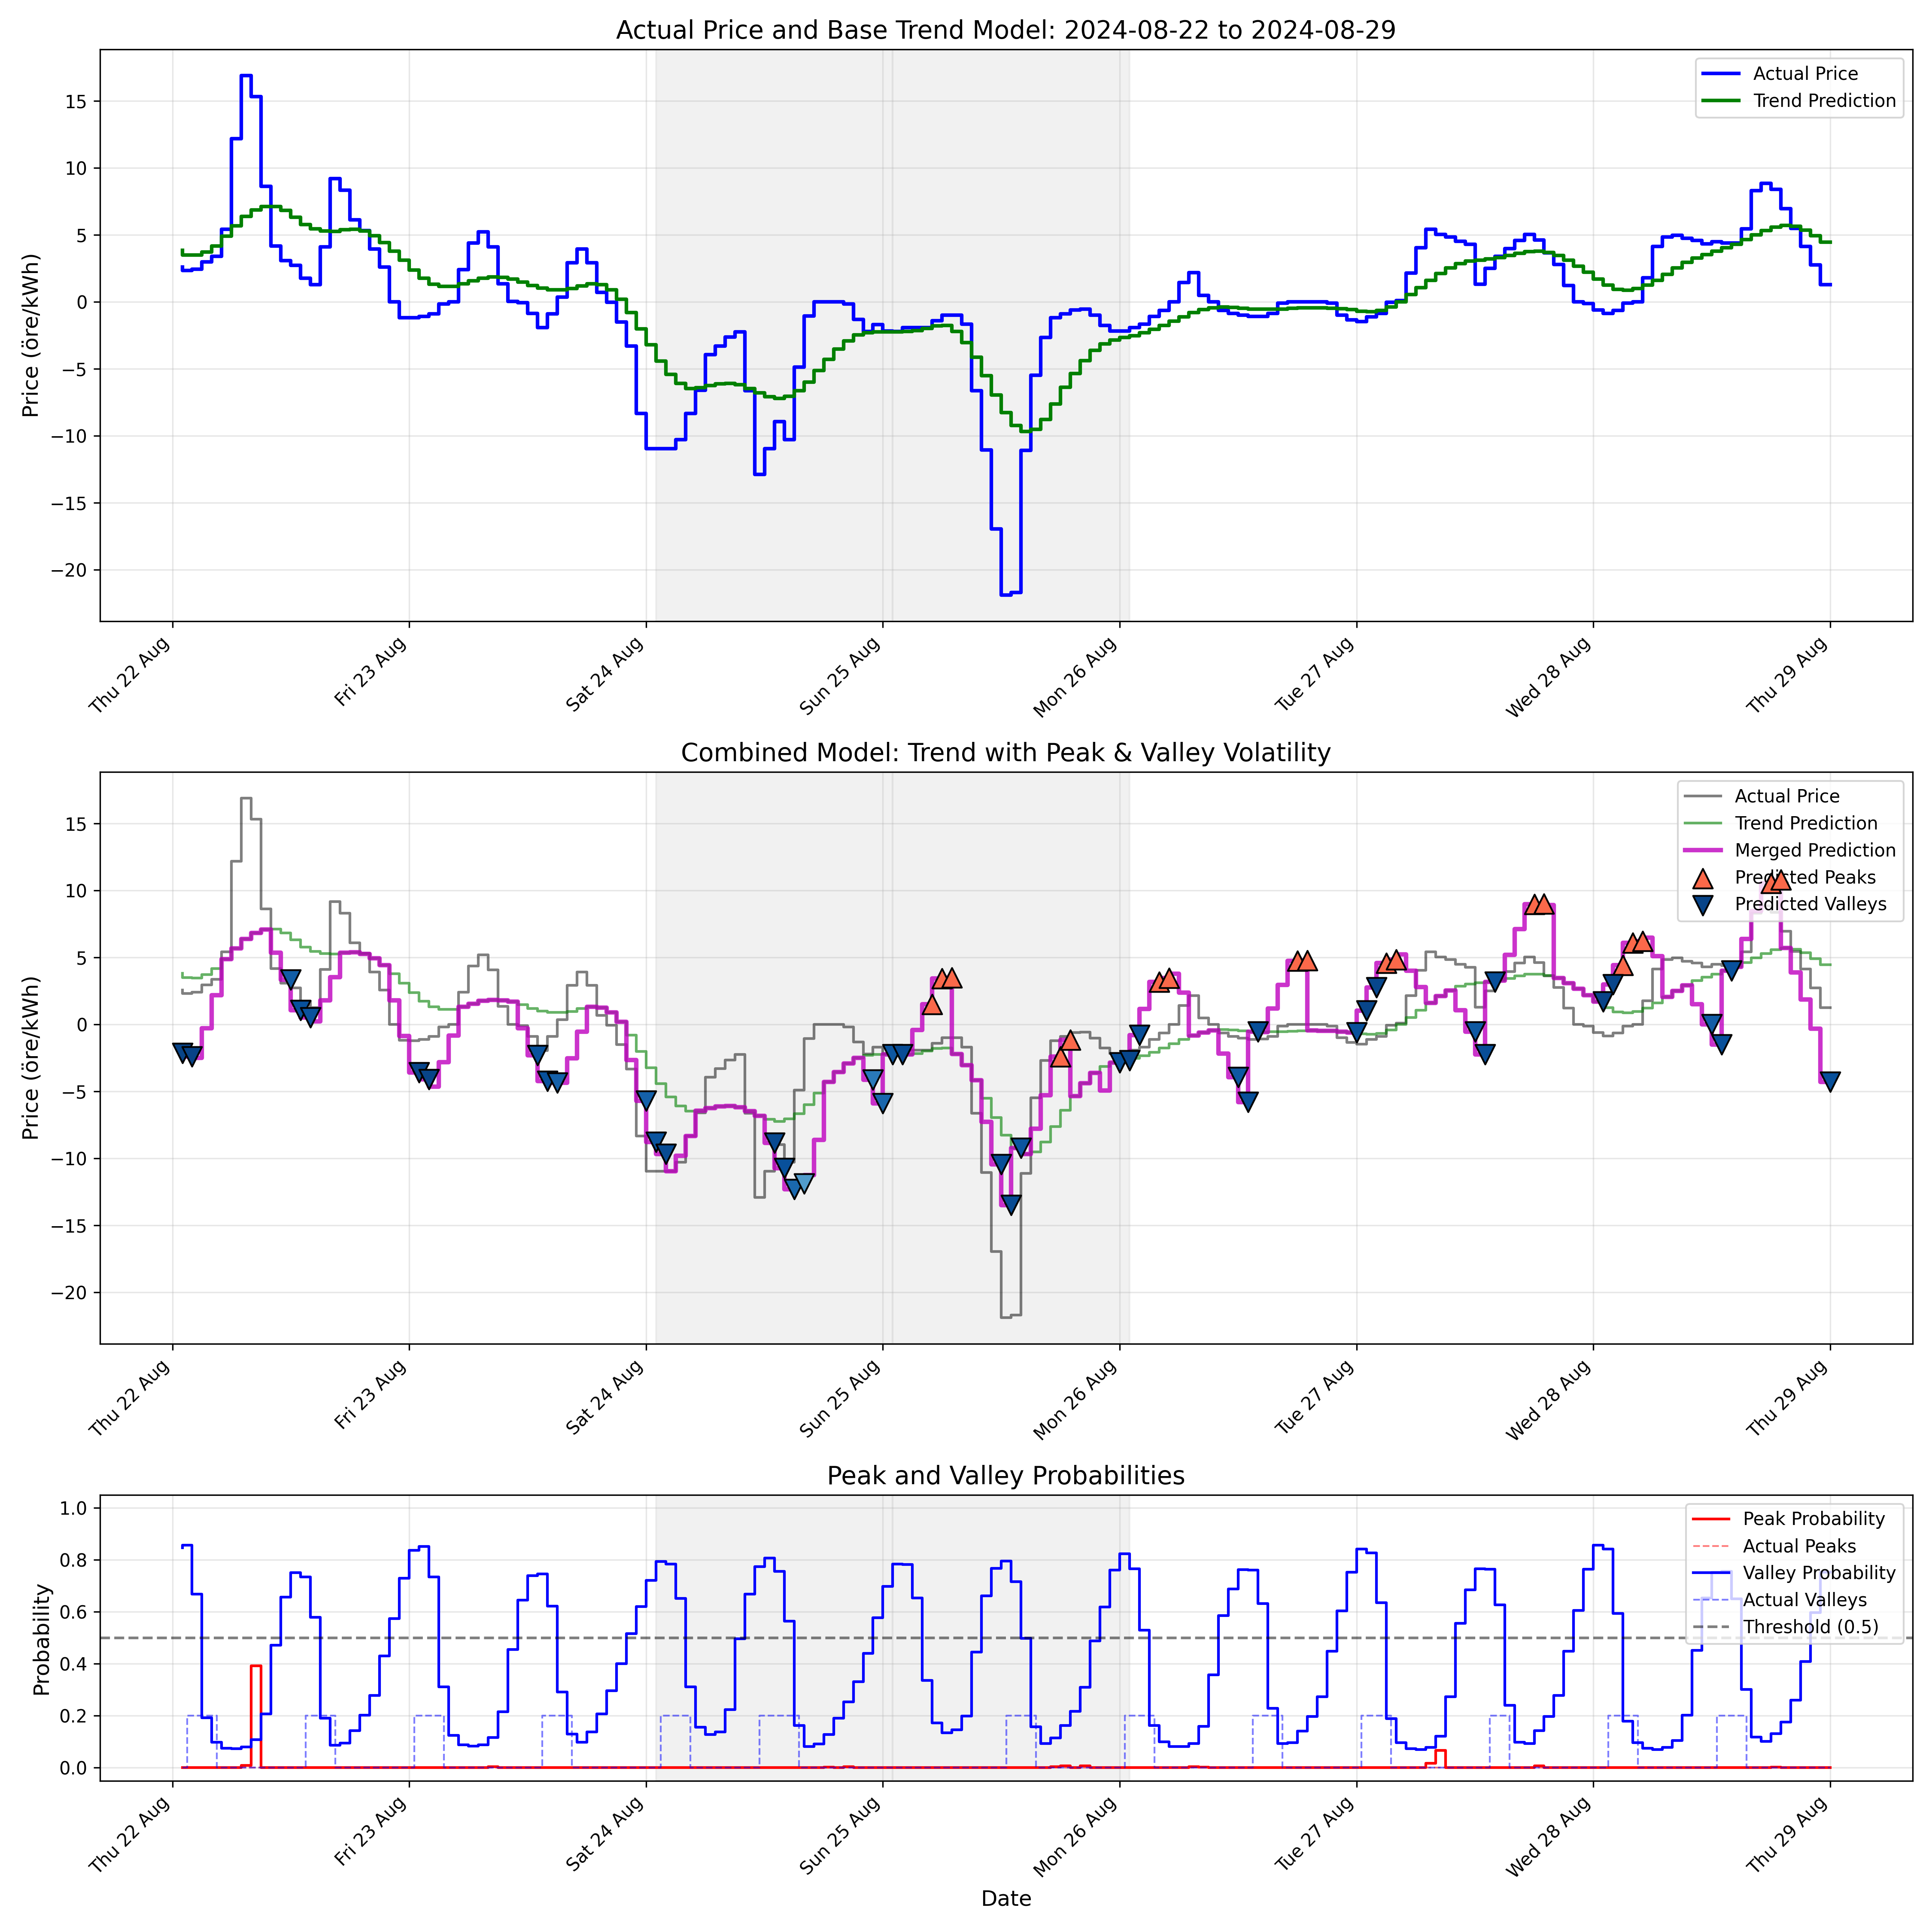 Actual Price and Base Trend Model: 2024-08-22 to 2024-08-29
Price (öre/kWh)
15
10
5
0
−5
−10
−15
−20
Actual Price
Trend Prediction
Thu 22 Aug
Fri 23 Aug
Sat 24 Aug
Sun 25 Aug
Mon 26 Aug
Tue 27 Aug
Wed 28 Aug
Thu 29 Aug
Combined Model: Trend with Peak & Valley Volatility
Price (öre/kWh)
15
10
5
0
−5
−10
−15
−20
Actual Price
Trend Prediction
Merged Prediction
Predicted Peaks
Predicted Valleys
Thu 22 Aug
Fri 23 Aug
Sat 24 Aug
Sun 25 Aug
Mon 26 Aug
Tue 27 Aug
Wed 28 Aug
Thu 29 Aug
Peak and Valley Probabilities
Probability
1.0
0.8
0.6
0.4
0.2
0.0
Peak Probability
Actual Peaks
Valley Probability
Actual Valleys
Threshold (0.5)
Thu 22 Aug
Fri 23 Aug
Sat 24 Aug
Sun 25 Aug
Mon 26 Aug
Tue 27 Aug
Wed 28 Aug
Thu 29 Aug
Date